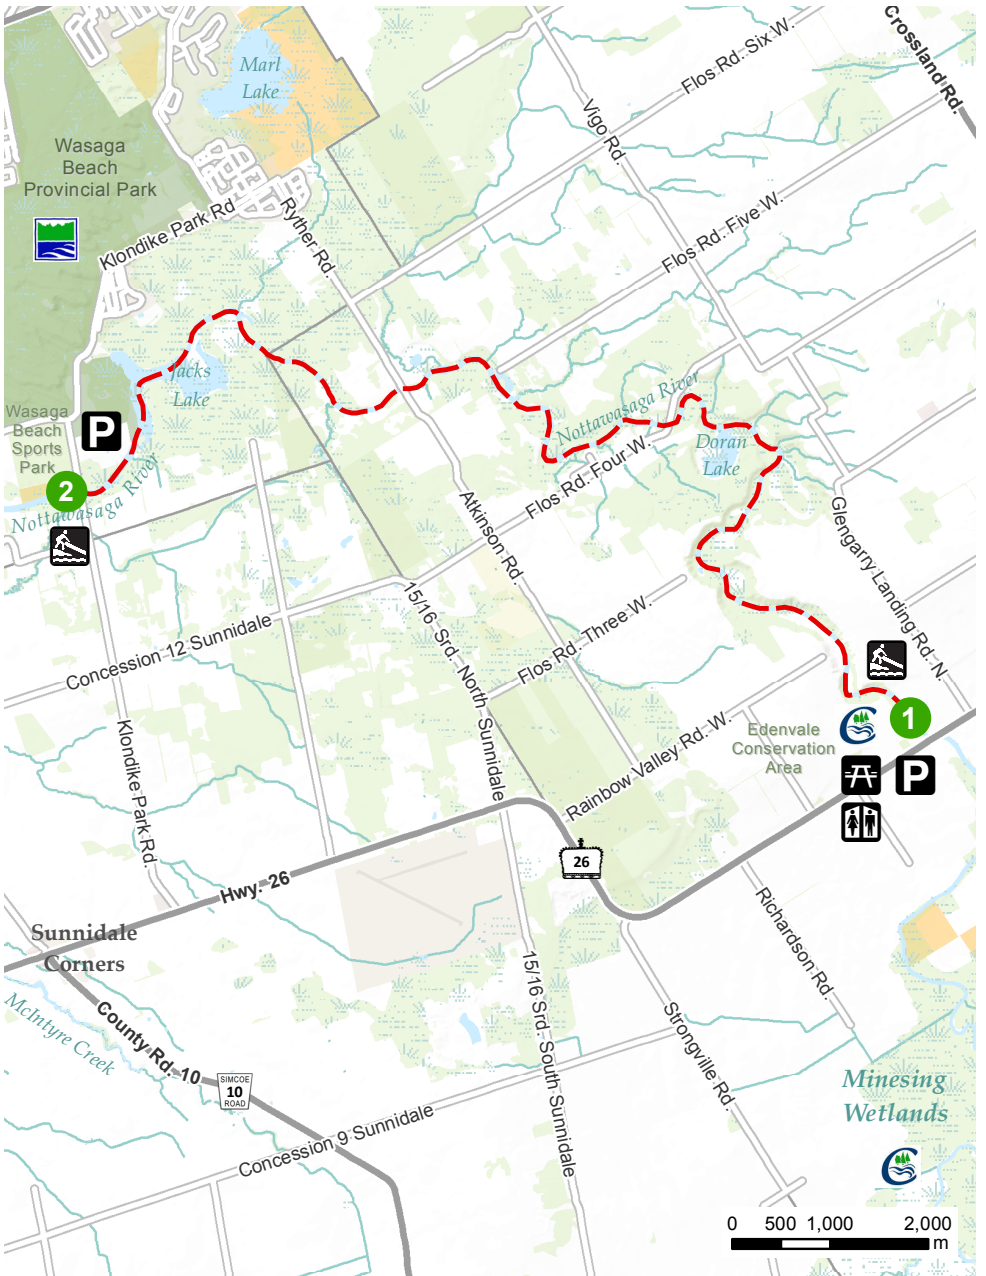 Crossland Rd.
Flos Rd. Six W.
Marl
Lake
Vigo Rd.
Wasaga
Beach
Provincial Park
Klondike Park Rd
Ryther Rd.
Flos Rd. Five W.
Jacks
Lake
Nottawasaga River
Wasaga
Beach
Sports
Park
P
Doran
Lake
Flos Rd. Four W.
2
Nottawasaga River
Atkinson Rd
Glengarry Landing Rd. N.
Concession 12 Sunnidale
15/16 Srd. North Sunnidale
Flos Rd. Three W.
Klondike Park Rd.
Rainbow Valley Rd. W.
1
Edenvale
Conservation
Area
P
26
Hwy. 26
Sunnidale
Corners
Richardson Rd.
15/16 Srd. South Sunnidale
McIntyre Creek
County Rd. 10
Strongville Rd.
SIMCOE
10
ROAD
Minesing
Wetlands
Concession 9 Sunnidale
0 500 1,000 2,000
m